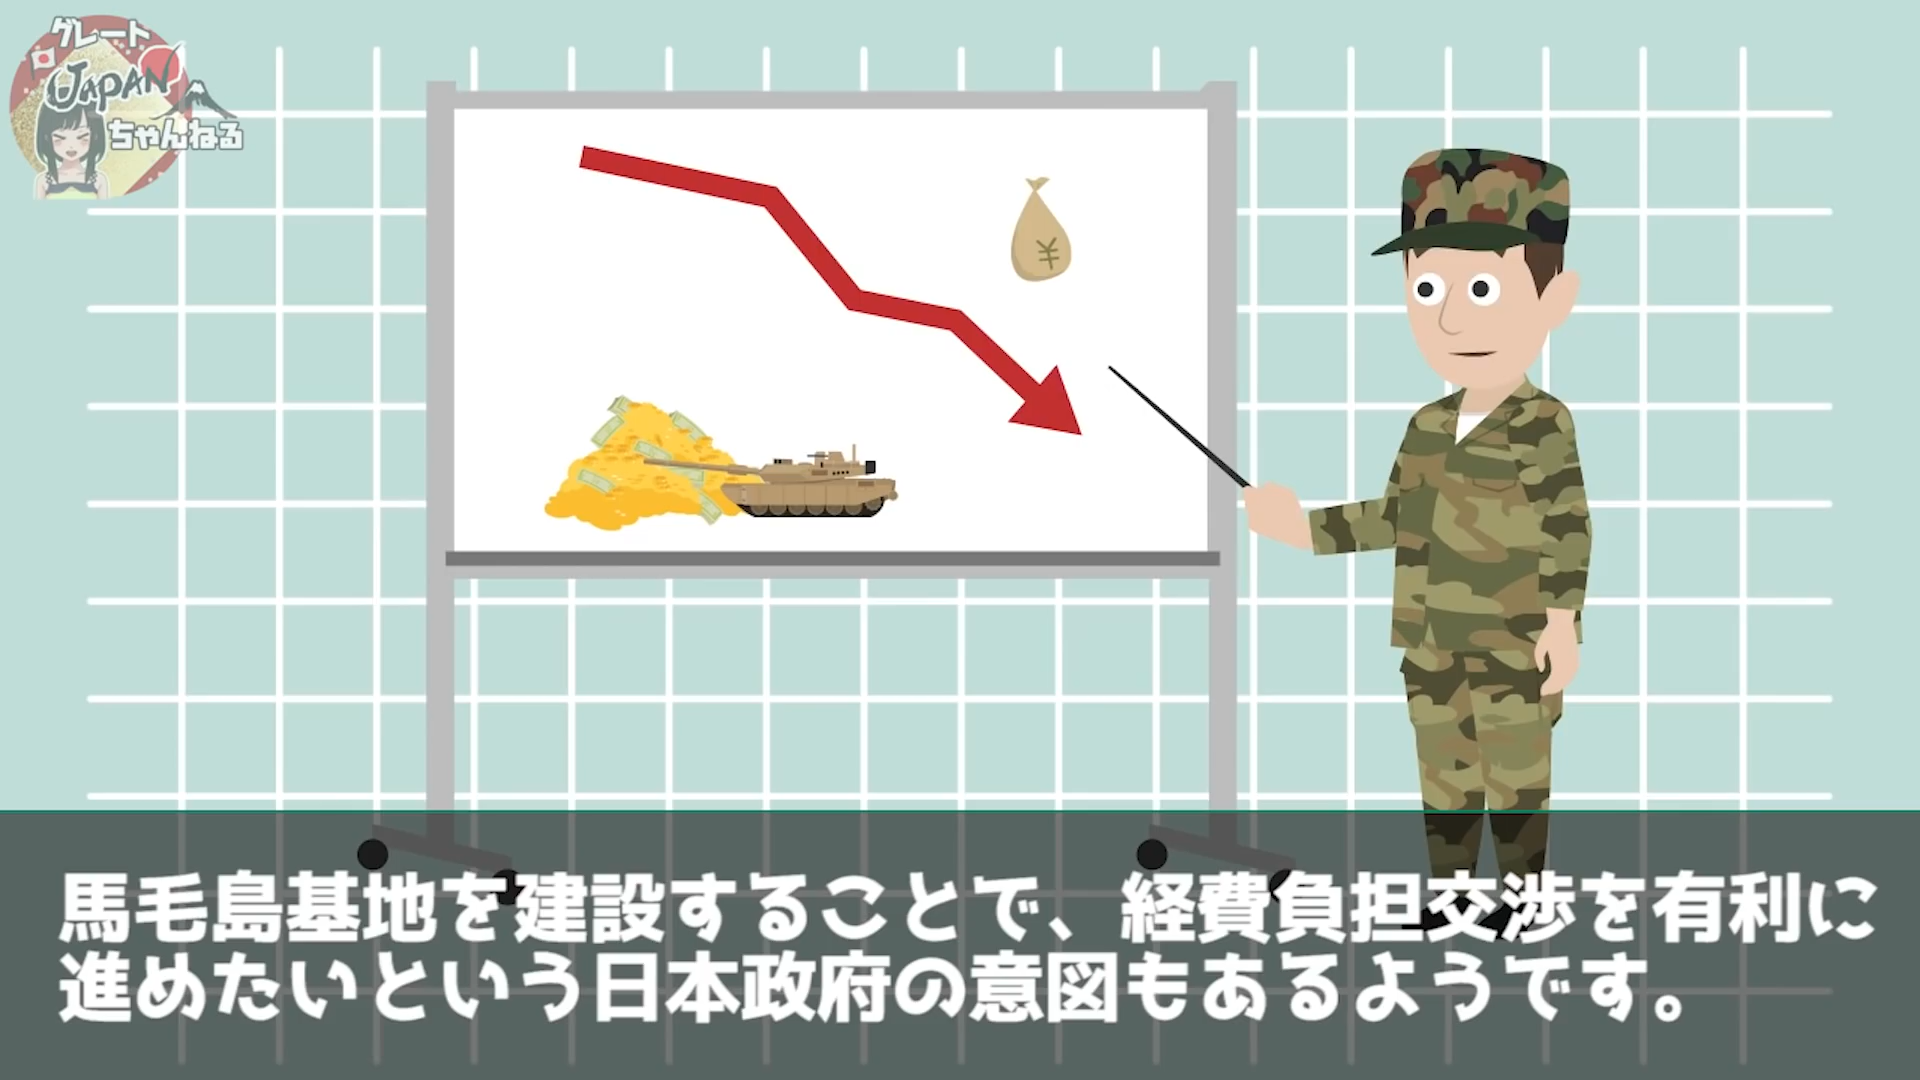 グレート
JAPAN
ちゃんねる
¥
馬毛島基地を建設することで、経費負担交渉を有利に
進めたいという日本政府の意図もあるようです。